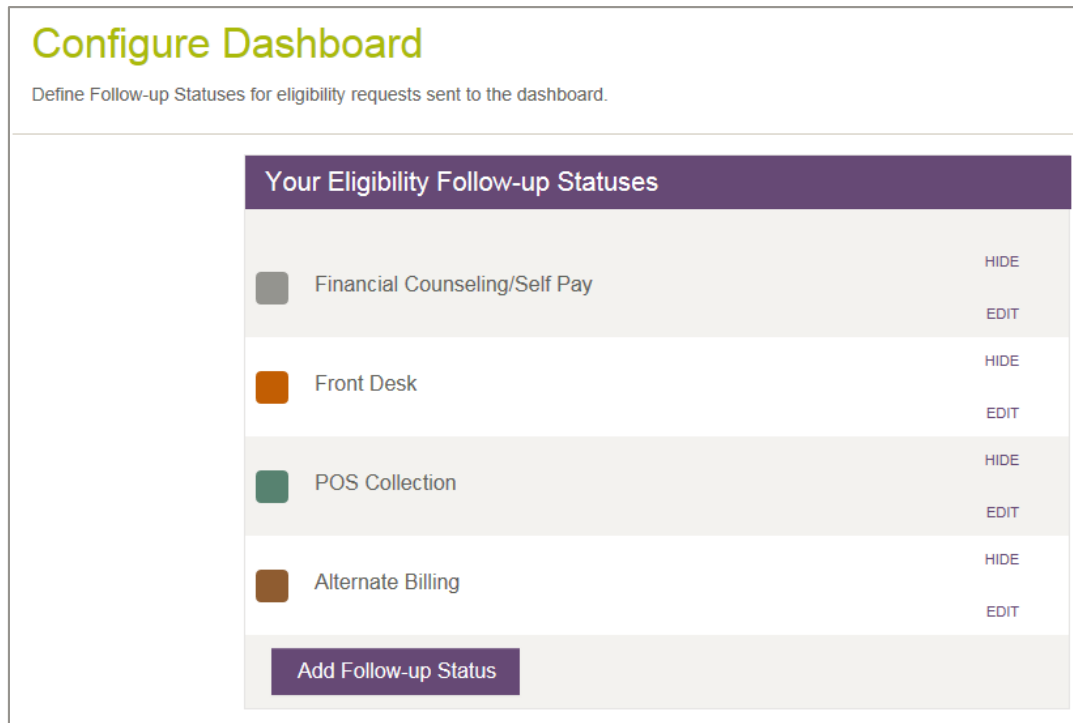 Configure Dashboard
Define Follow-up Statuses for eligibility requests sent to the dashboard.
Your Eligibility Follow-up Statuses
Financial Counseling/Self Pay
HIDE
EDIT
Front Desk
HIDE
EDIT
POS Collection
HIDE
EDIT
Alternate Billing
HIDE
EDIT
Add Follow-up Status